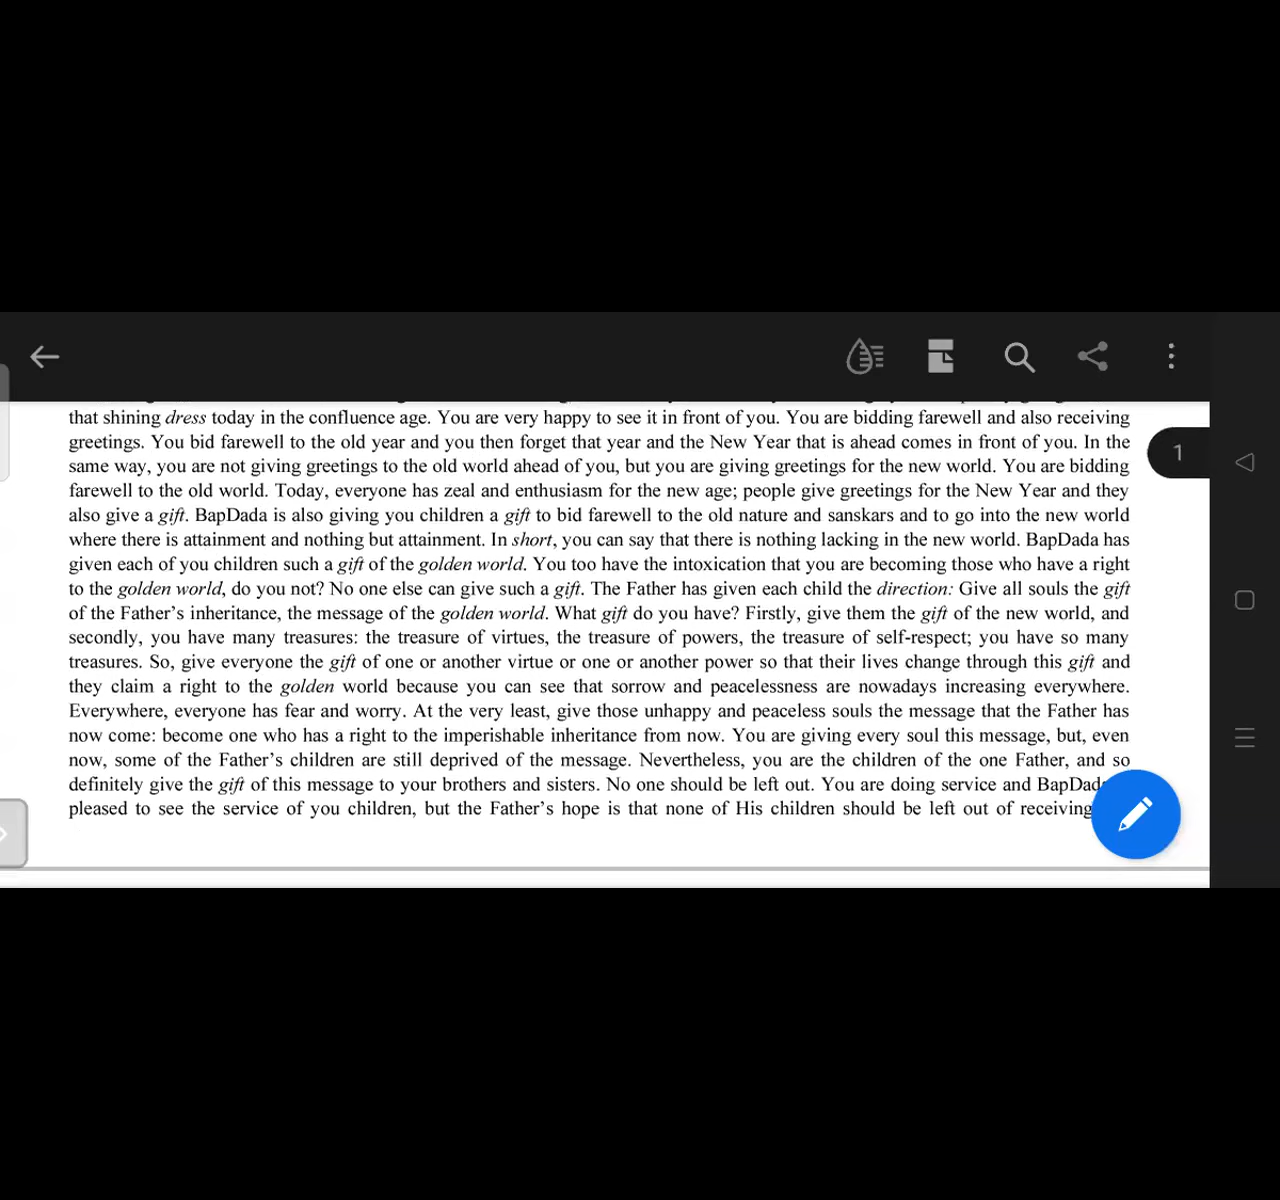 that shining dress today in the confluence age. You are very happy to see it in front of you. You are bidding farewell and also receiving
greetings. You bid farewell to the old year and you then forget that year and the New Year that is ahead comes in front of you. In the
same way, you are not giving greetings to the old world ahead of you, but you are giving greetings for the new world. You are bidding
1
farewell to the old world. Today, everyone has zeal and enthusiasm for the new age; people give greetings for the New Year and they
also give a gift. BapDada is also giving you children a gift to bid farewell to the old nature and sanskars and to go into the new world
where there is attainment and nothing but attainment. In short, you can say that there is nothing lacking in the new world. BapDada has
given each of you children such a gift of the golden world. You too have the intoxication that you are becoming those who have a right
to the golden world, do you not? No one else can give such a gift. The Father has given each child the direction: Give all souls the gift
of the Father's inheritance, the message of the golden world. What gift do you have? Firstly, give them the gift of the new world, and
secondly, you have many treasures: the treasure of virtues, the treasure of powers, the treasure of self-respect; you have so many
treasures. So, give everyone the gift of one or another virtue or one or another power so that their lives change through this gift and
they claim a right to the golden world because you can see that sorrow and peacelessness are nowadays increasing everywhere.
Everywhere, everyone has fear and worry. At the very least, give those unhappy and peaceless souls the message that the Father has
now come: become one who has a right to the imperishable inheritance from now. You are giving every soul this message, but, even
now, some of the Father's children are still deprived of the message. Nevertheless, you are the children of the one Father, and so
definitely give the gift of this message to your brothers and sisters. No one should be left out. You are doing service and BapDada
pleased to see the service of you children, but the Father's hope is that none of His children should be left out of receiving